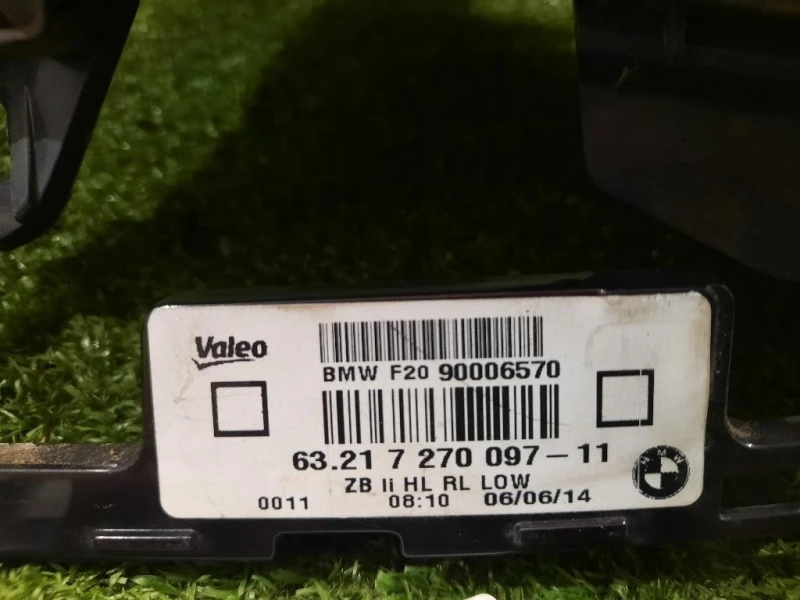 Valeo
BMW F20 90006570
63.21 7 270 097-11
BMW
ZB li HL RL LOW
0011 08:10 06/06/14